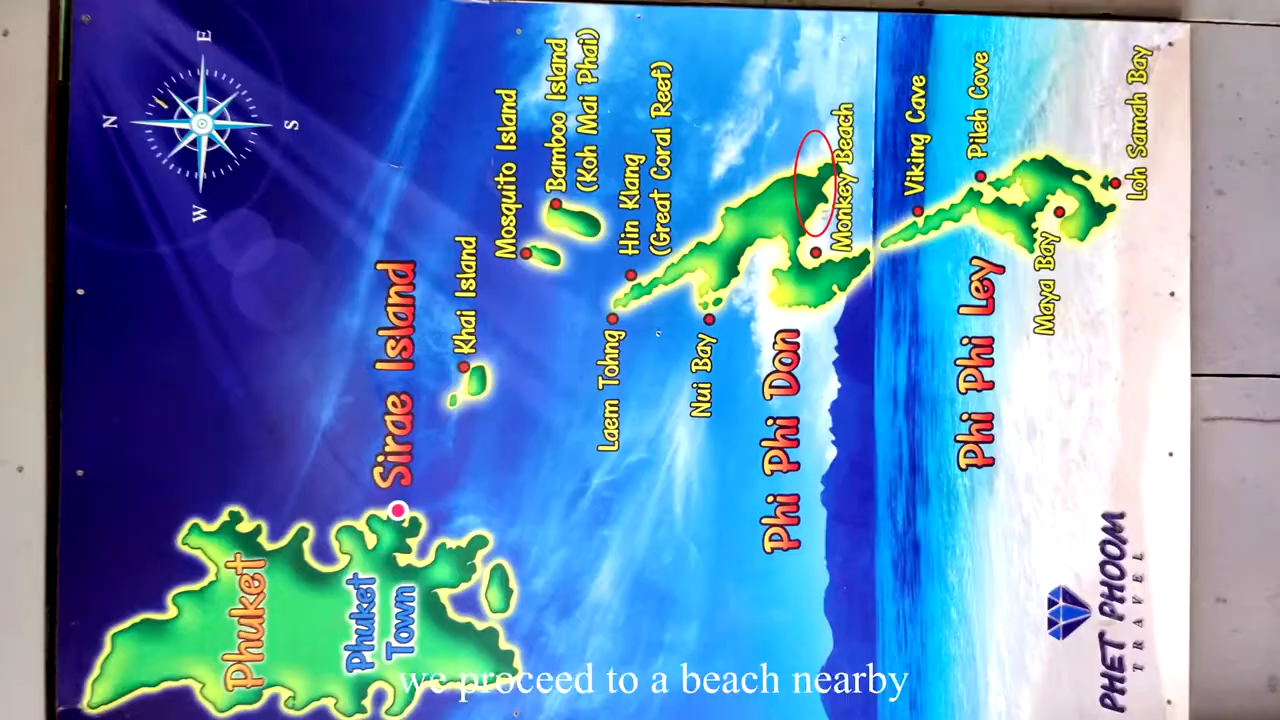 N
E
S
W
Phuket
Phuket
Town
Sirae Island
Khai Island
Mosquito Island
Bamboo Island
(Koh Mai Phai)
Hin Klang
(Great Coral Reef)
Laem Tohng
Nui Bay
Phi Phi Don
Monkey Beach
Viking Cave
Pileh Cove
Phi Phi Ley
Maya Bay
Loh Samah Bay
PHET PHOOM
TRAVEL
we proceed to a beach nearby